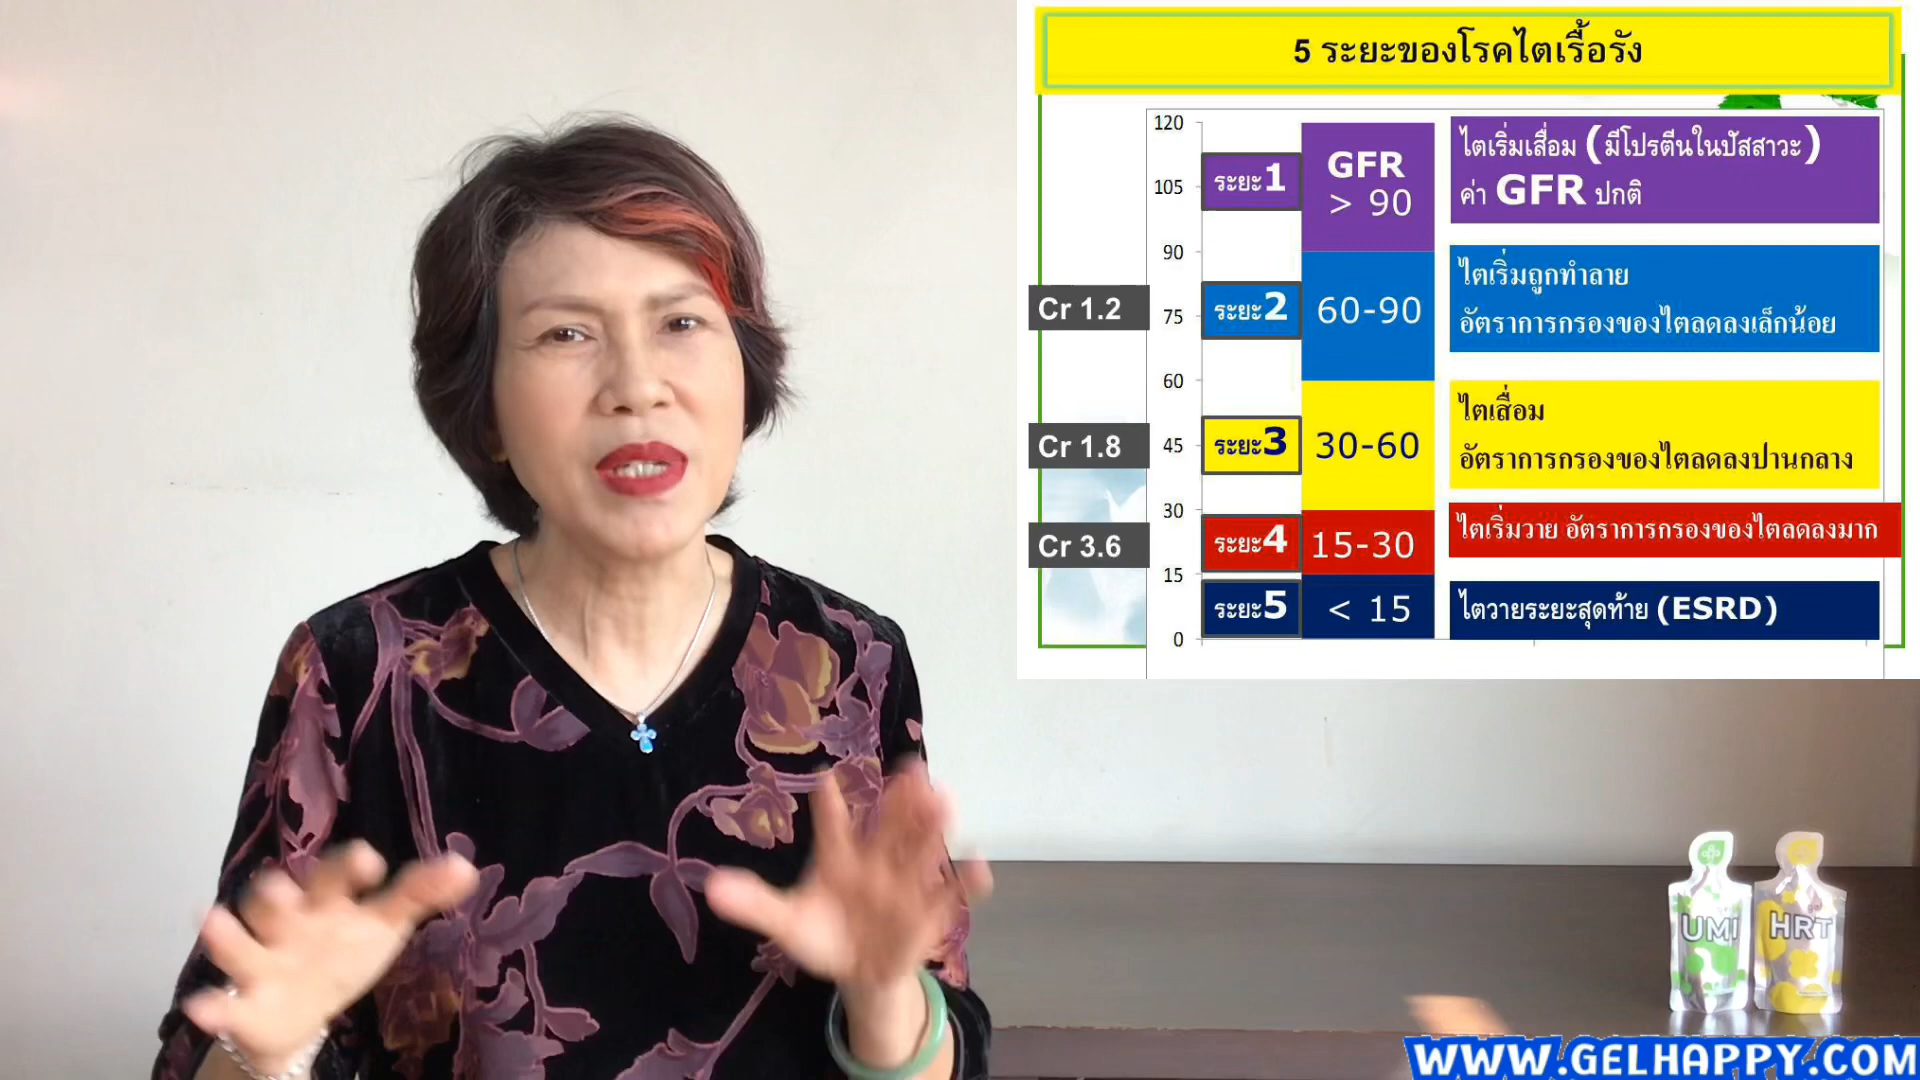 5 ระยะของโรคไตเรื้อรัง
120
105
90
75
60
45
30
15
0
Cr 1.2
Cr 1.8
Cr 3.6
ระยะ1
GFR
> 90
ไตเริ่มเสื่อม (มีโปรตีนในปัสสาวะ)
ค่า GFR ปกติ
ระยะ2
60-90
ไตเริ่มถูกทำลาย
อัตราการกรองของไตลดลงเล็กน้อย
ระยะ3
30-60
ไตเสื่อม
อัตราการกรองของไตลดลงปานกลาง
ระยะ4
15-30
ไตเริ่มวาย อัตราการกรองของไตลดลงมาก
ระยะ5
< 15
ไตวายระยะสุดท้าย (ESRD)
UMI
HRT
WWW.GELHAPPY.COM